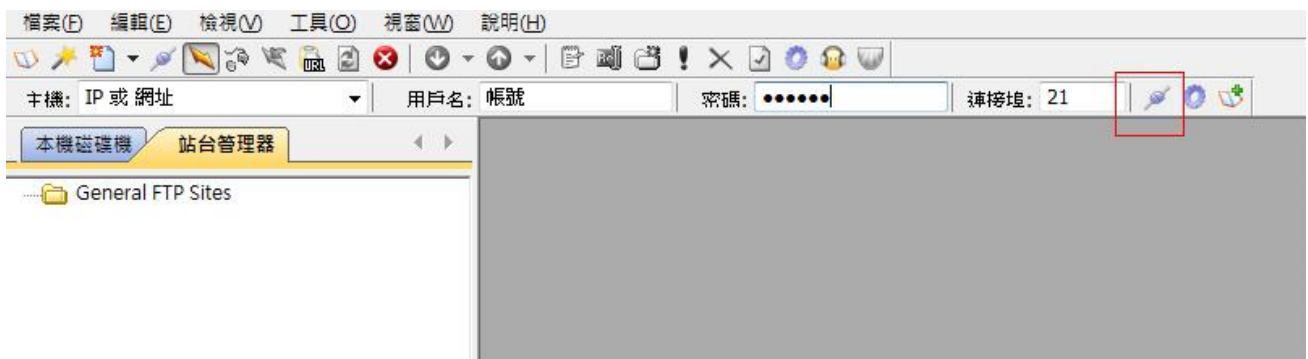 檔案(F) 編輯(E) 檢視(V) 工具(O) 視窗(W) 說明(H)
URL
主機: IP 或 網址 用戶名: 帳號 密碼: ●●●●●● 連接埠: 21
本機磁碟機 站台管理器
General FTP Sites